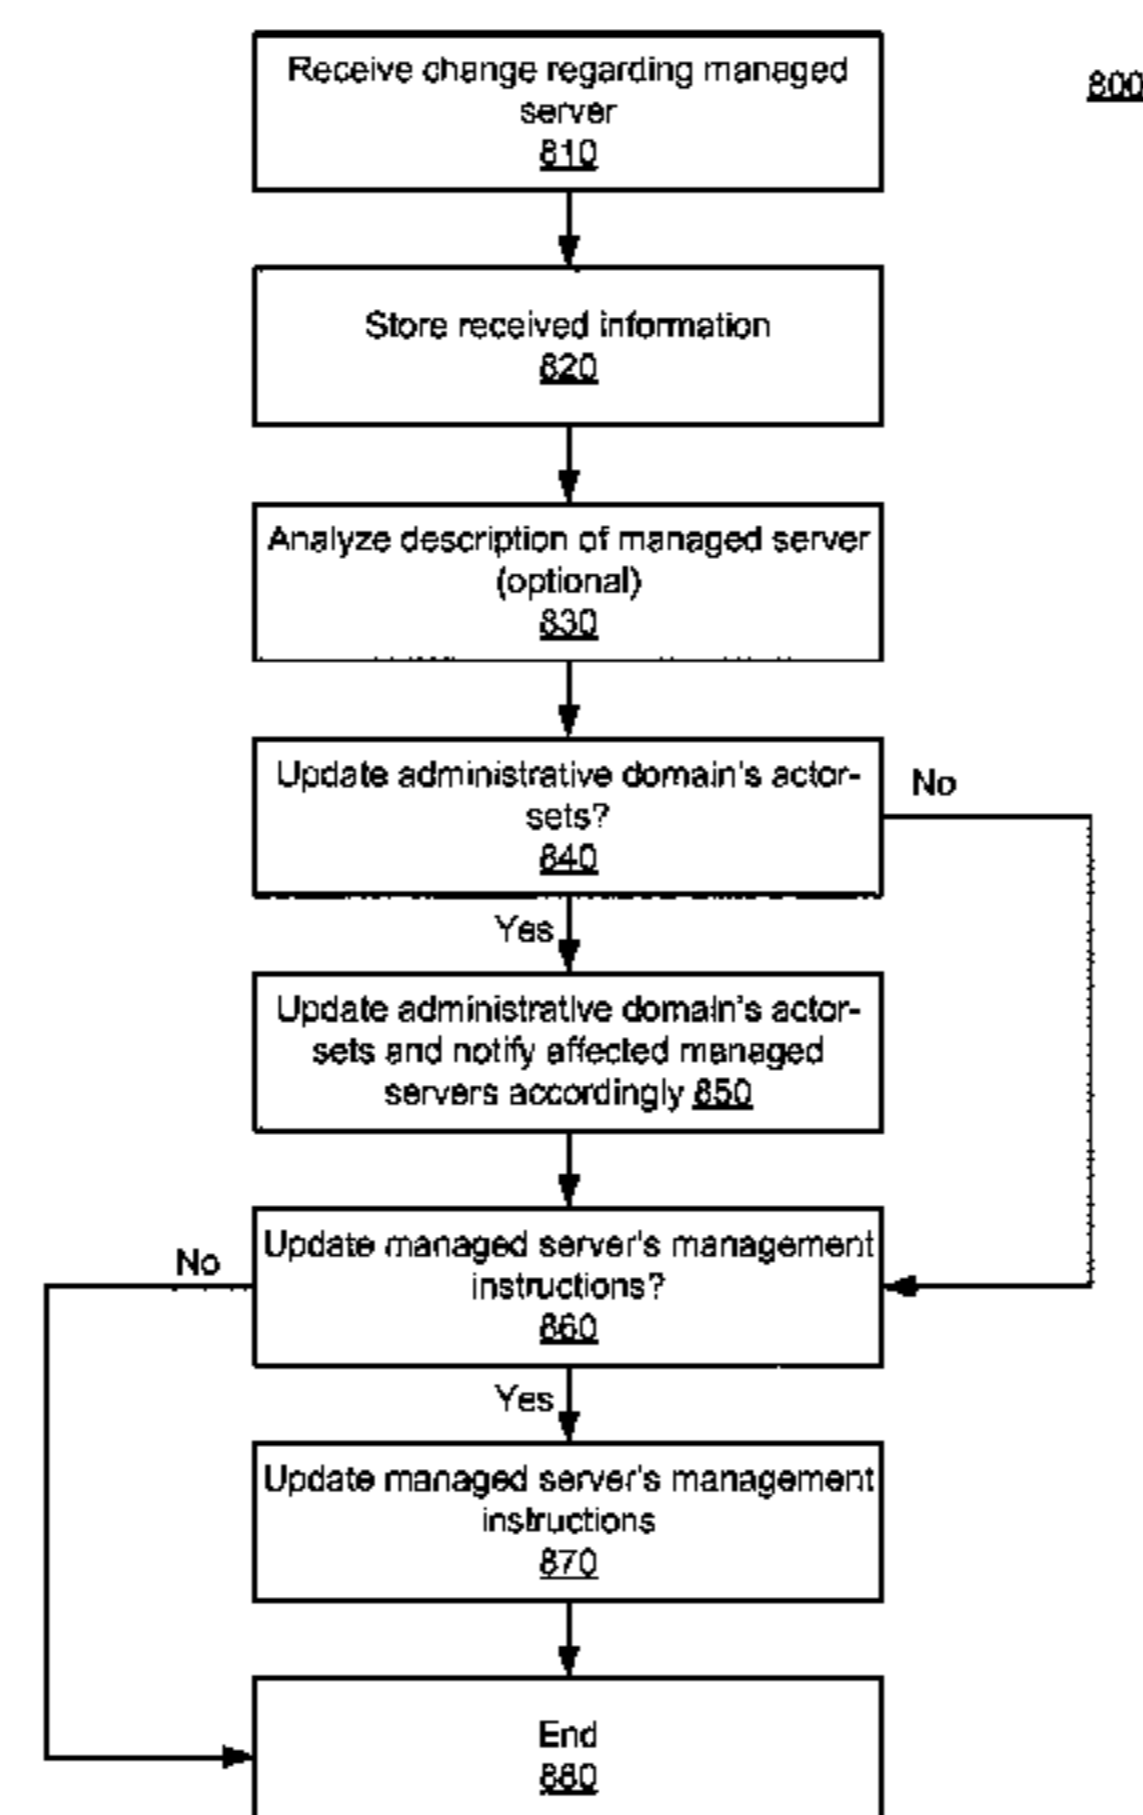 Receive change regarding managed
server
810
800
Store received information
820
Analyze description of managed server
(optional)
830
Update administrative domain's actor-
sets?
840
No
Yes
Update administrative domain's actor-
sets and notify affected managed
servers accordingly 850
Update managed server's management
instructions?
860
No
Yes
Update managed server's management
instructions
870
End
880